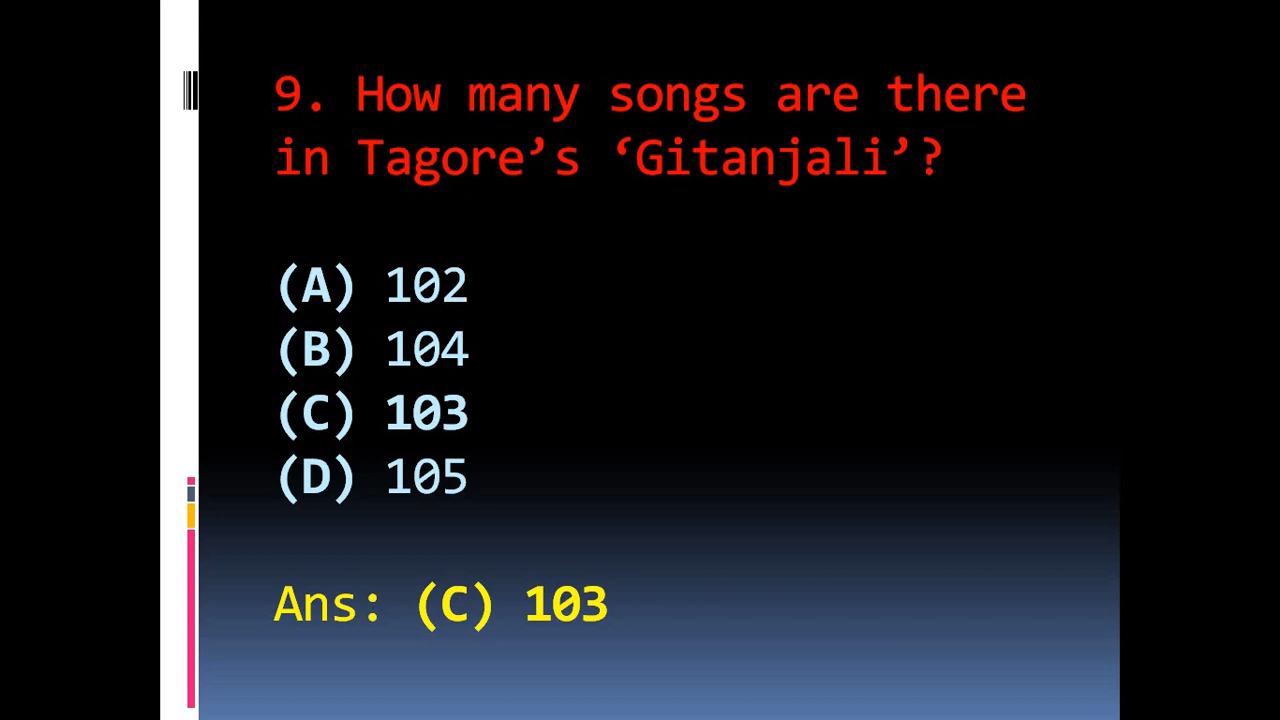 9. How many songs are there
in Tagore’s ‘Gitanjali’?
(A) 102
(B) 104
(C) 103
(D) 105
Ans: (C) 103